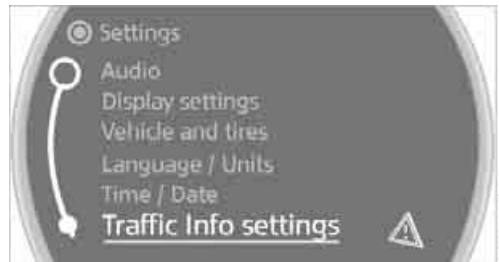 Settings
Audio
Display settings
Vehicle and tires
Language / Units
Time / Date
Traffic Info settings